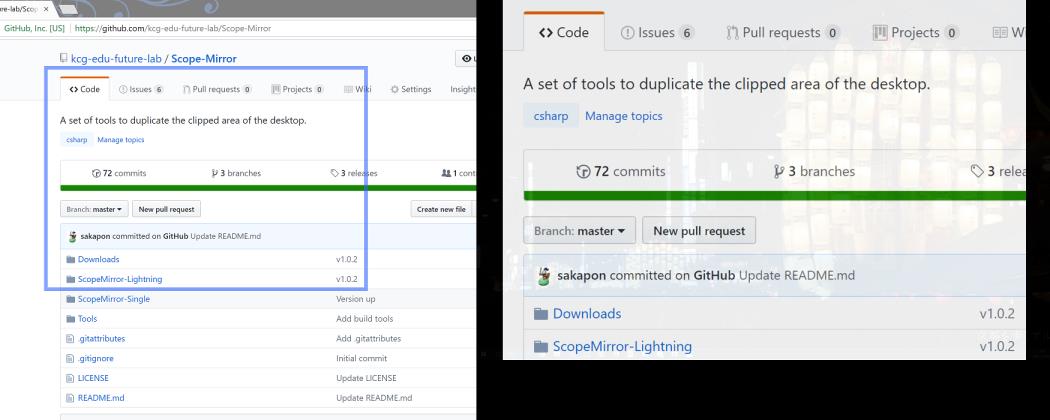 re-lab/Scop
GitHub, Inc. [US] https://github.com/kcg-edu-future-lab/Scope-Mirror
kcg-edu-future-lab / Scope-Mirror
Code Issues 6 Pull requests 0 Projects 0 Wiki Settings Insight
A set of tools to duplicate the clipped area of the desktop.
csharp Manage topics
72 commits 3 branches 3 releases 1 cont
Branch: master New pull request Create new file
sakapon committed on GitHub Update README.md
Downloads v1.0.2
ScopeMirror-Lightning v1.0.2
ScopeMirror-Single Version up
Tools Add build tools
.gitattributes Add .gitattributes
.gitignore Initial commit
LICENSE Update LICENSE
README.md Update README.md
Code Issues 6 Pull requests 0 Projects 0 W
A set of tools to duplicate the clipped area of the desktop.
csharp Manage topics
72 commits 3 branches 3 relea
Branch: master New pull request
sakapon committed on GitHub Update README.md
Downloads v1.0.2
ScopeMirror-Lightning v1.0.2